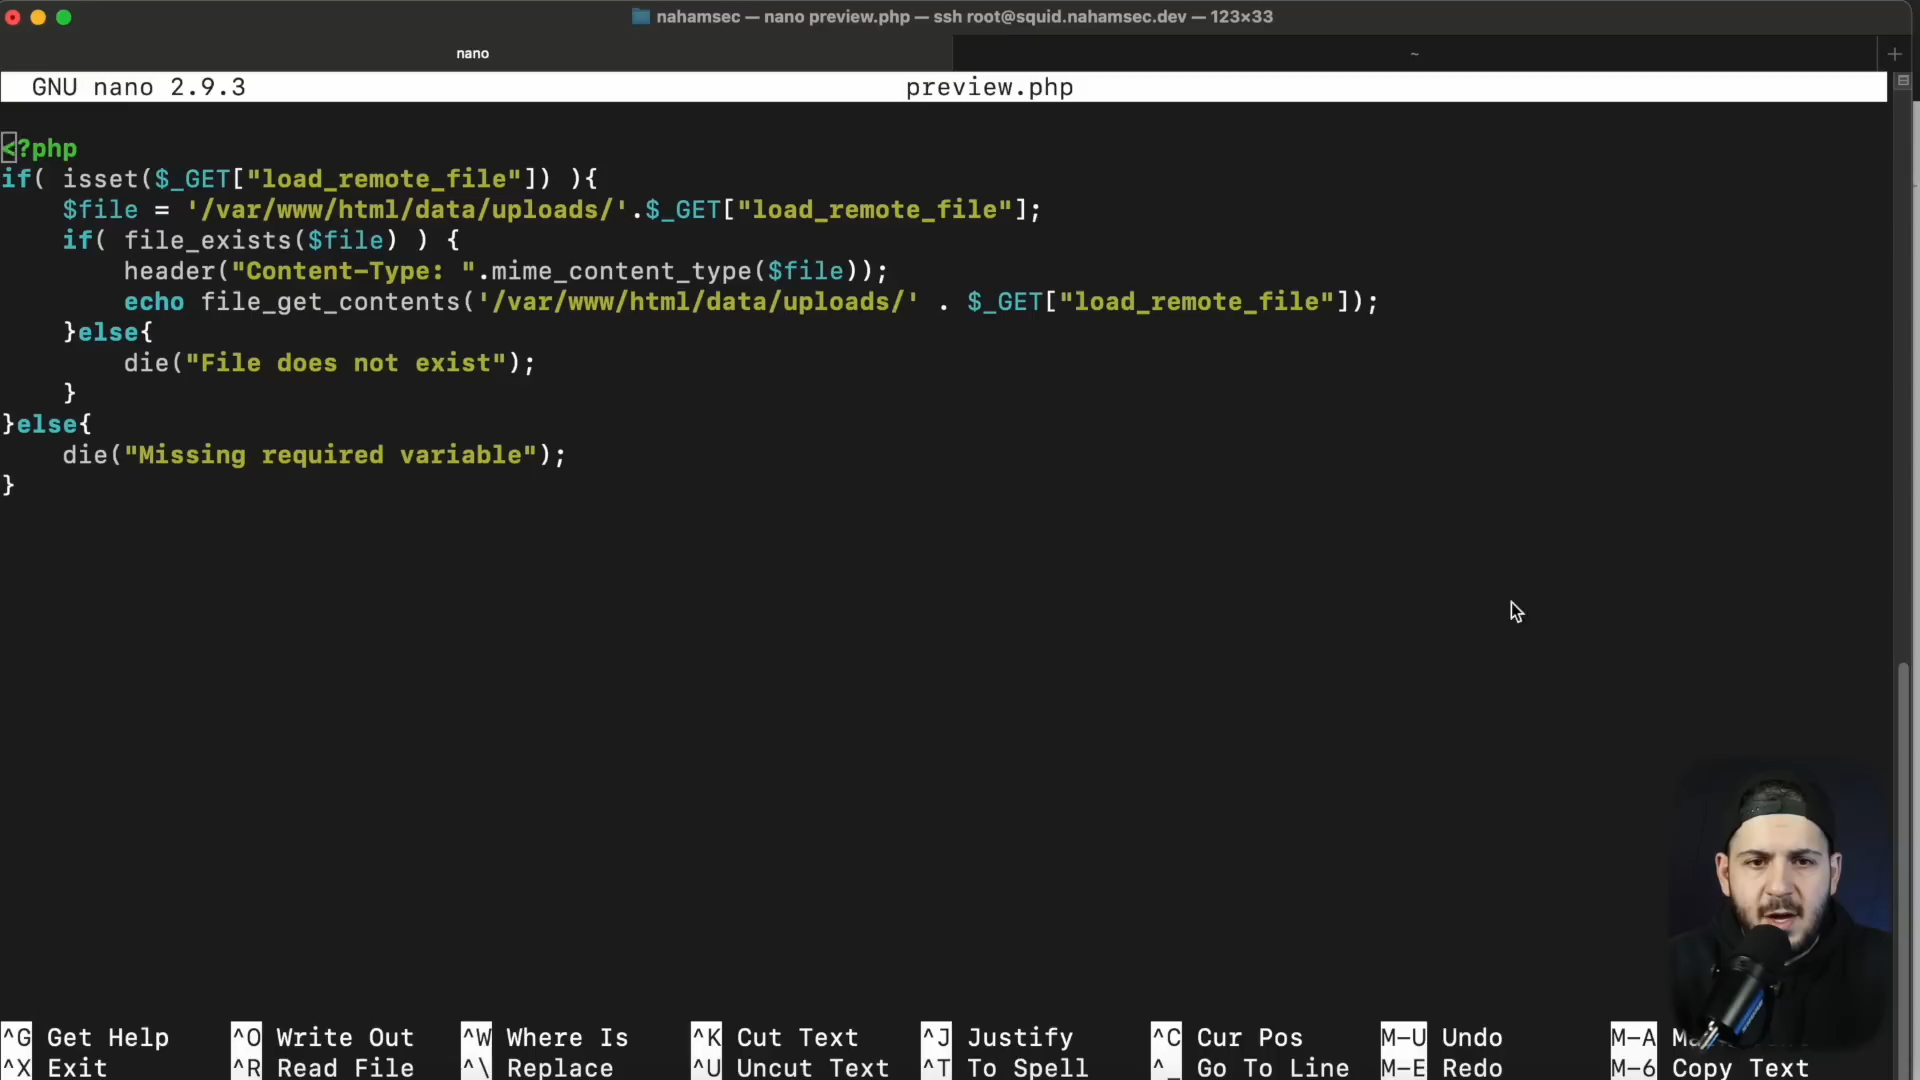 nahamsec — nano preview.php — ssh root@squid.nahamsec.dev — 123×33
nano
~
+
GNU nano 2.9.3
preview.php
<?php
if( isset($_GET["load_remote_file"]) ){
    $file = '/var/www/html/data/uploads/'.$_GET["load_remote_file"];
    if( file_exists($file) ) {
        header("Content-Type: ".mime_content_type($file));
        echo file_get_contents('/var/www/html/data/uploads/' . $_GET["load_remote_file"]);
    }else{
        die("File does not exist");
    }
}else{
    die("Missing required variable");
}
^G Get Help ^O Write Out ^W Where Is ^K Cut Text ^J Justify ^C Cur Pos M-U Undo M-A
^X Exit ^R Read File ^\ Replace ^U Uncut Text ^T To Spell ^_ Go To Line M-E Redo M-6 Copy Text